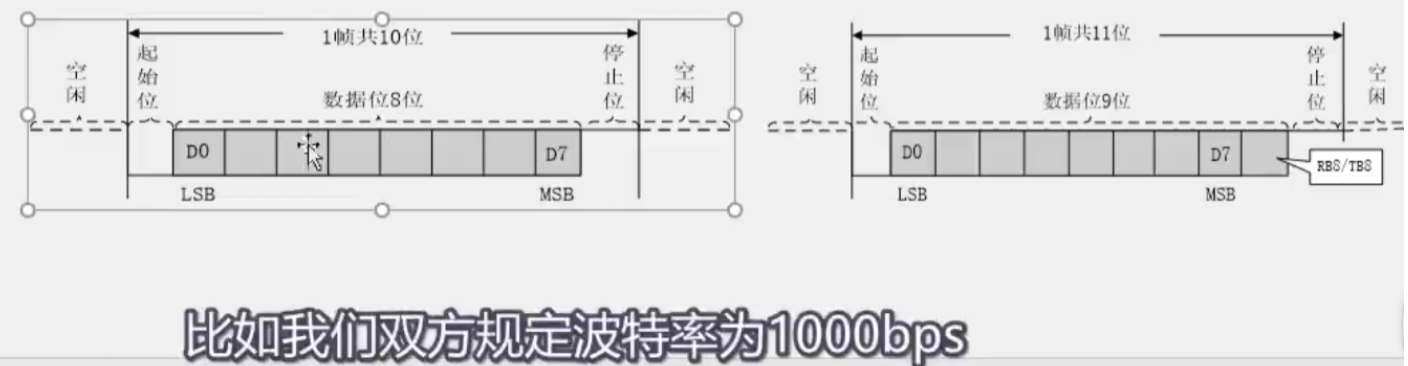 1帧共10位
空闲
起始位
数据位8位
停止位
空闲
D0
D7
LSB
MSB
1帧共11位
空闲
起始位
数据位9位
停止位
空闲
D0
D7
RB8/TB8
LSB
MSB
比如我们双方规定波特率为1000bps